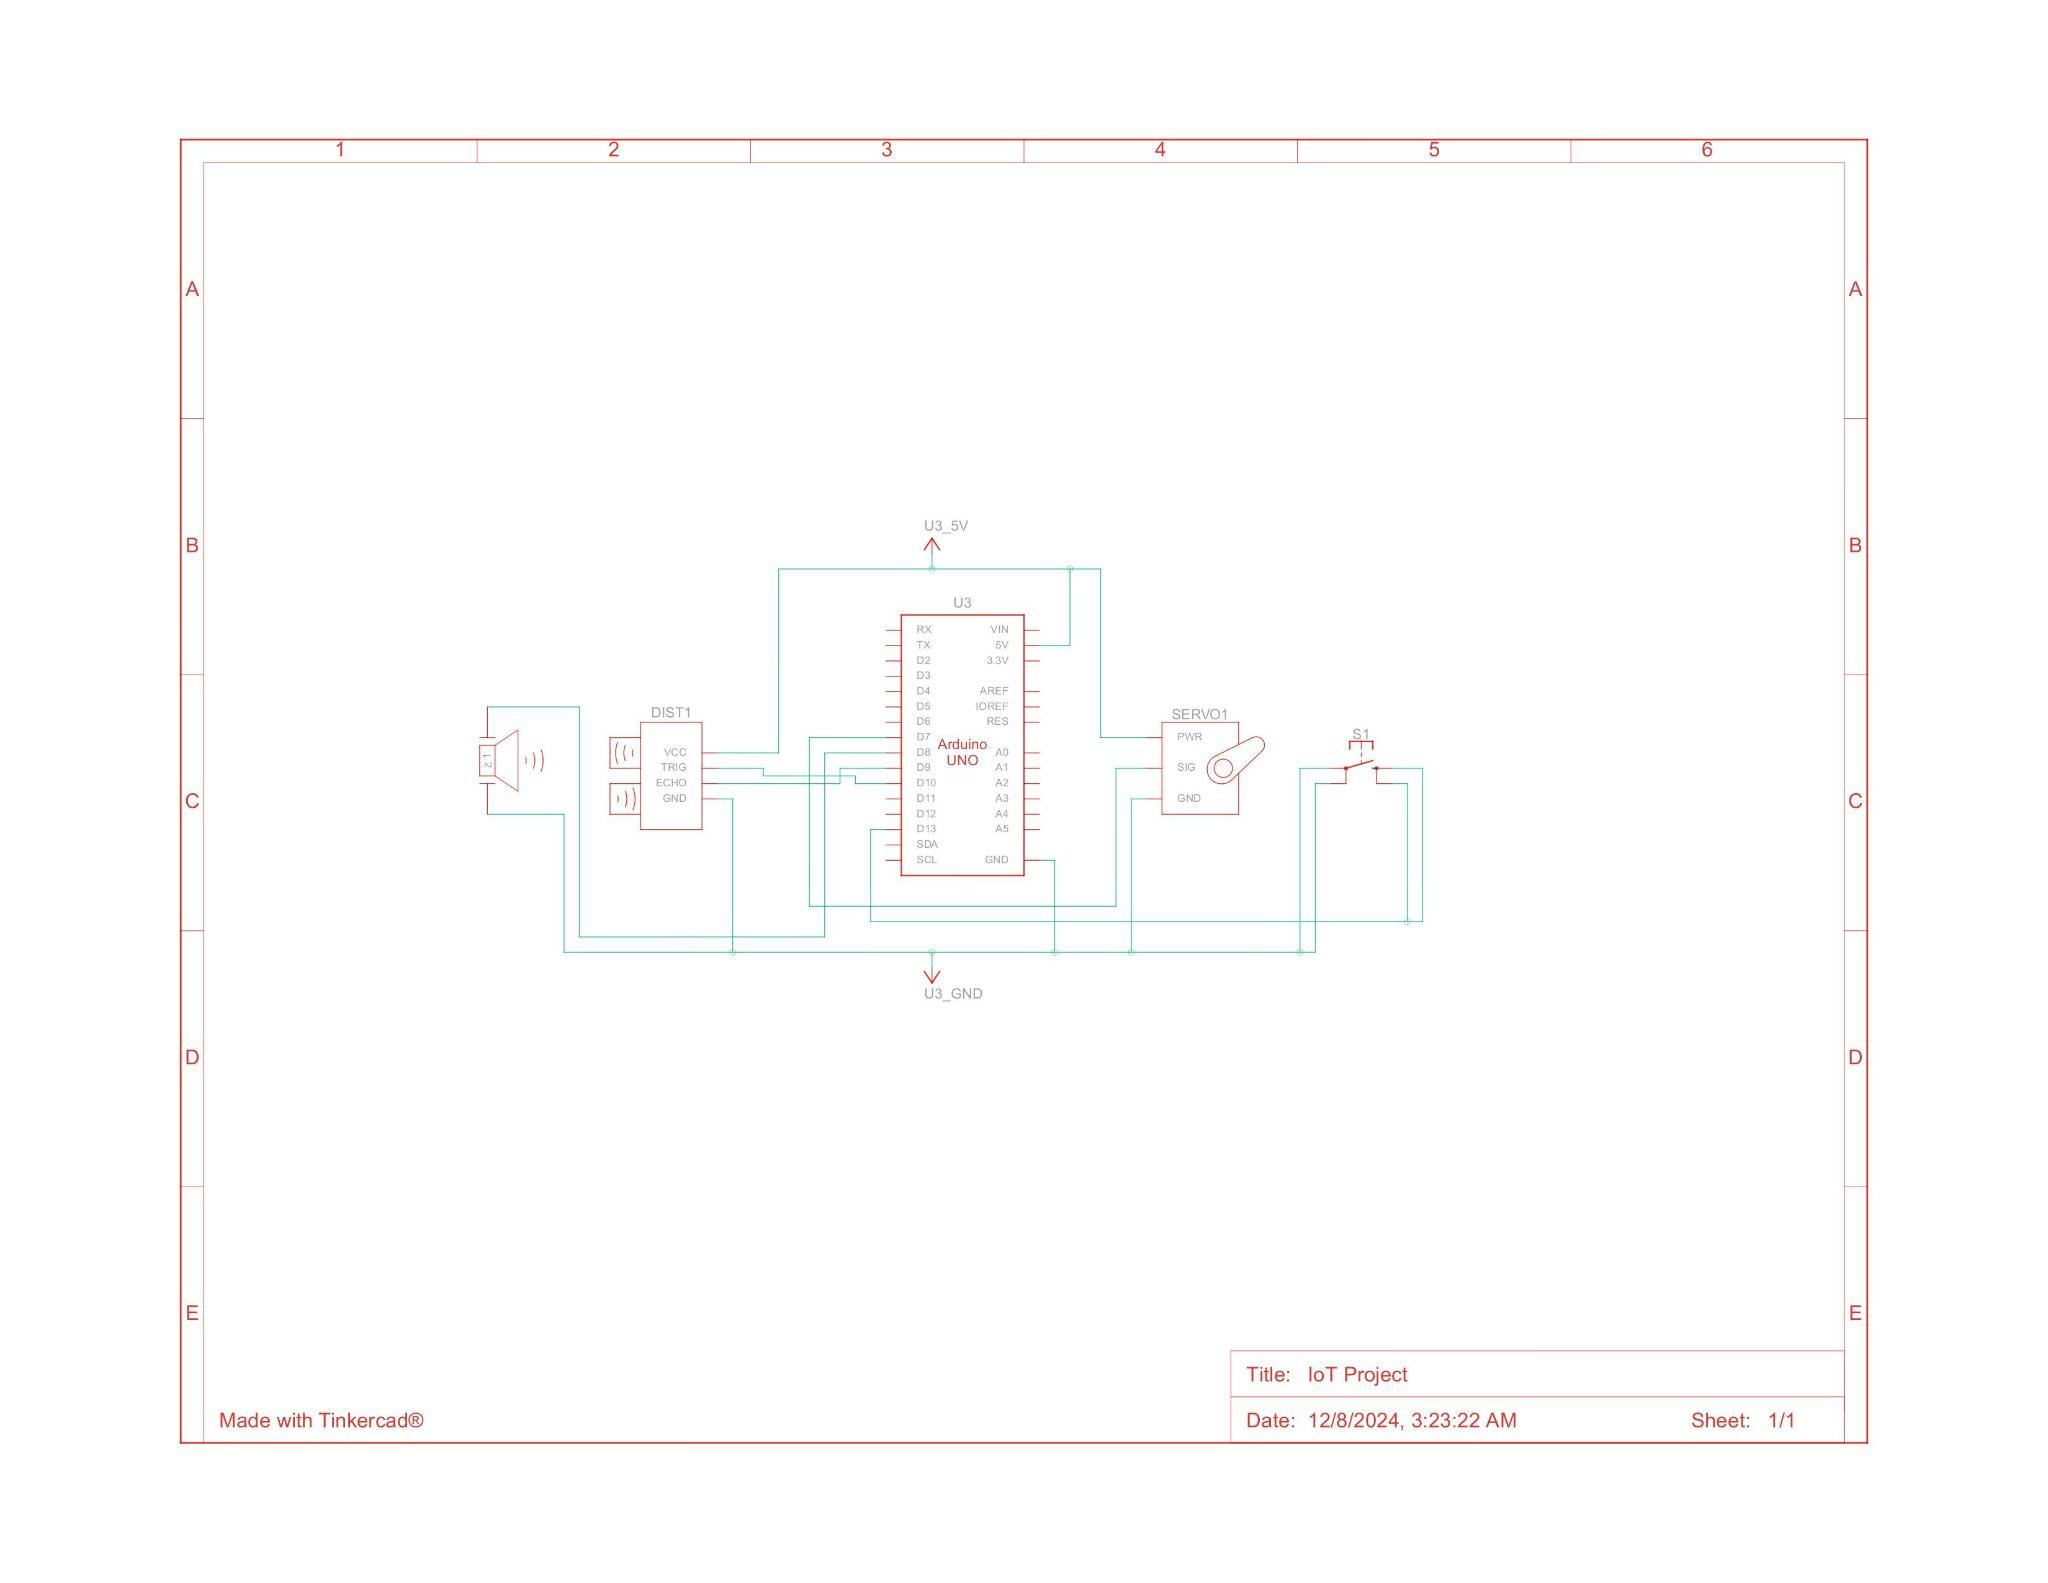 1 2 3 4 5 6
A A
U3_5V
B B
U3
RX VIN
TX 5V
D2 3.3V
D3
D4 AREF
D5 IOREF
D6 RES
D7
D8 A0
D9 A1
D10 A2
D11 A3
D12 A4
D13 A5
SDA
SCL GND
Arduino
UNO
DIST1
VCC
TRIG
ECHO
GND
1 2
SERVO1
PWR
SIG
GND
S1
C C
U3_GND
D D
E E
Title: IoT Project
Made with Tinkercad®
Date: 12/8/2024, 3:23:22 AM Sheet: 1/1